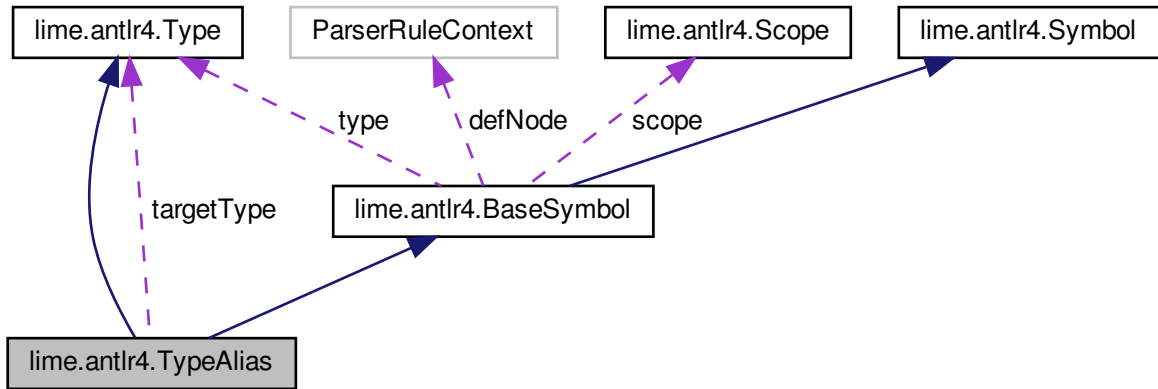 lime.antlr4.Type
ParserRuleContext
lime.antlr4.Scope
lime.antlr4.Symbol
type
defNode
scope
targetType
lime.antlr4.BaseSymbol
lime.antlr4.TypeAlias